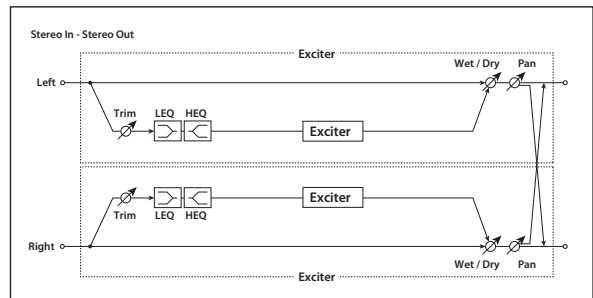 Stereo In - Stereo Out
Exciter
Wet / Dry Pan
Left
Trim LEQ HEQ
Exciter
Exciter
Trim LEQ HEQ
Right
Wet / Dry Pan
Exciter